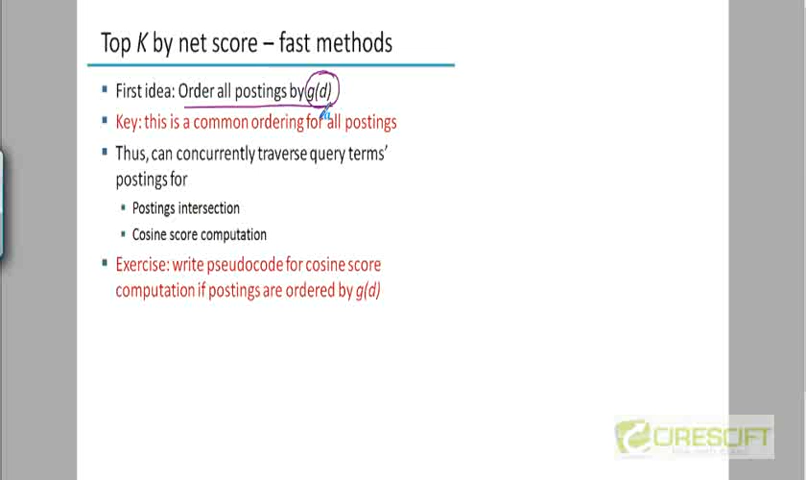 Top K by net score – fast methods
First idea: Order all postings by g(d)
Key: this is a common ordering for all postings
Thus, can concurrently traverse query terms’
postings for
Postings intersection
Cosine score computation
Exercise: write pseudocode for cosine score
computation if postings are ordered by g(d)